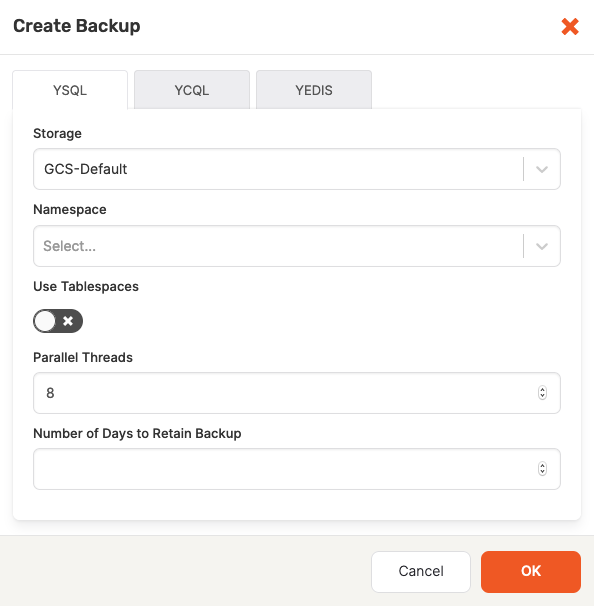 Create Backup
YSQL YCQL YEDIS
Storage
GCS-Default
Namespace
Select...
Use Tablespaces
Parallel Threads
8
Number of Days to Retain Backup
Cancel OK